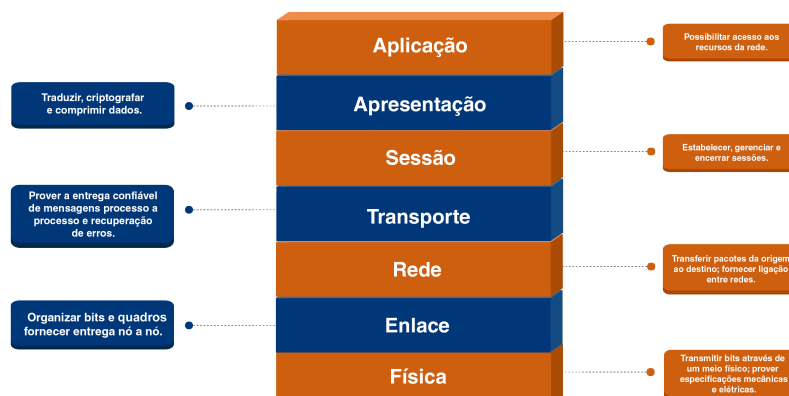 Aplicação
Possibilitar acesso aos
recursos da rede.
Traduzir, criptografar
e comprimir dados.
Apresentação
Sessão
Estabelecer, gerenciar e
encerrar sessões.
Prover a entrega confiável
de mensagens processo a
processo e recuperação
de erros.
Transporte
Rede
Transferir pacotes da origem
ao destino; fornecer ligação
entre redes.
Organizar bits e quadros
fornecer entrega nó a nó.
Enlace
Física
Transmitir bits através de
um meio físico; prover
especificações mecânicas
e elétricas.